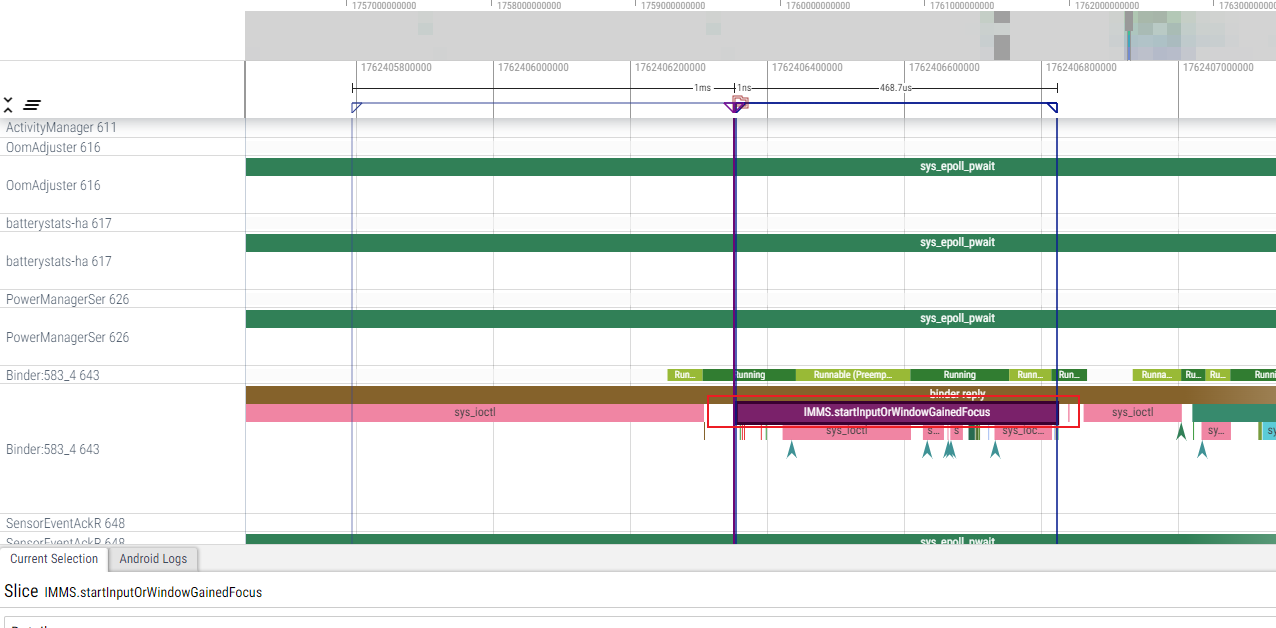 1757000000000 1758000000000 1759000000000 1760000000000 1761000000000 1762000000000
1762405800000 1762406000000 1762406200000 1762406400000 1762406600000 1762406800000 1762407000000
1ms 1ns 468.7us
ActivityManager 611
OomAdjuster 616
sys_epoll_pwait
OomAdjuster 616
batterystats-ha 617
sys_epoll_pwait
batterystats-ha 617
PowerManagerSer 626
sys_epoll_pwait
PowerManagerSer 626
Binder:583_4 643 Run... Running Runnable (Preemp... Running Runn... Run... Runna... Ru... Ru...
binder reply
sys_ioctl IMMS.startInputOrWindowGainedFocus sys_ioctl
sys_ioctl s... s sys_ioc... sy...
Binder:583_4 643
SensorEventAckR 648
SensorEventAckR 648 sys_epoll_pwait
Current Selection Android Logs
Slice IMMS.startInputOrWindowGainedFocus